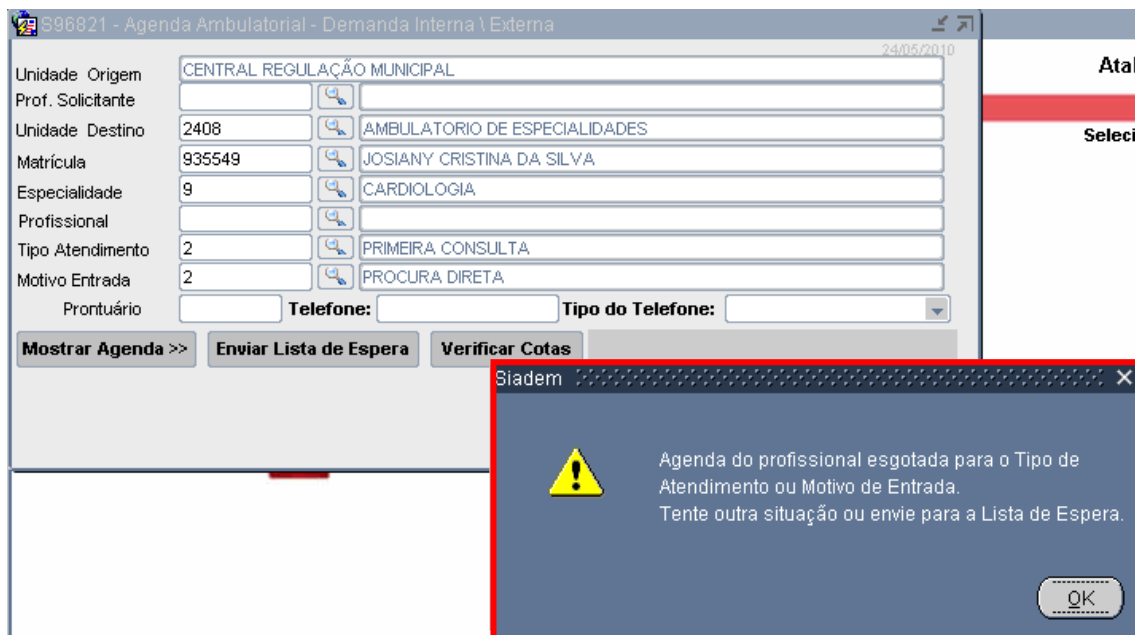 S96821 - Agenda Ambulatorial - Demanda Interna \ Externa
24/05/2010
Unidade Origem CENTRAL REGULAÇÃO MUNICIPAL
Prof. Solicitante
Unidade Destino 2408 AMBULATORIO DE ESPECIALIDADES
Matrícula 935549 JOSIANY CRISTINA DA SILVA
Especialidade 9 CARDIOLOGIA
Profissional
Tipo Atendimento 2 PRIMEIRA CONSULTA
Motivo Entrada 2 PROCURA DIRETA
Prontuário Telefone: Tipo do Telefone:
Mostrar Agenda >> Enviar Lista de Espera Verificar Cotas
Atal
Seleci
Siadem
Agenda do profissional esgotada para o Tipo de
Atendimento ou Motivo de Entrada.
Tente outra situação ou envie para a Lista de Espera.
OK